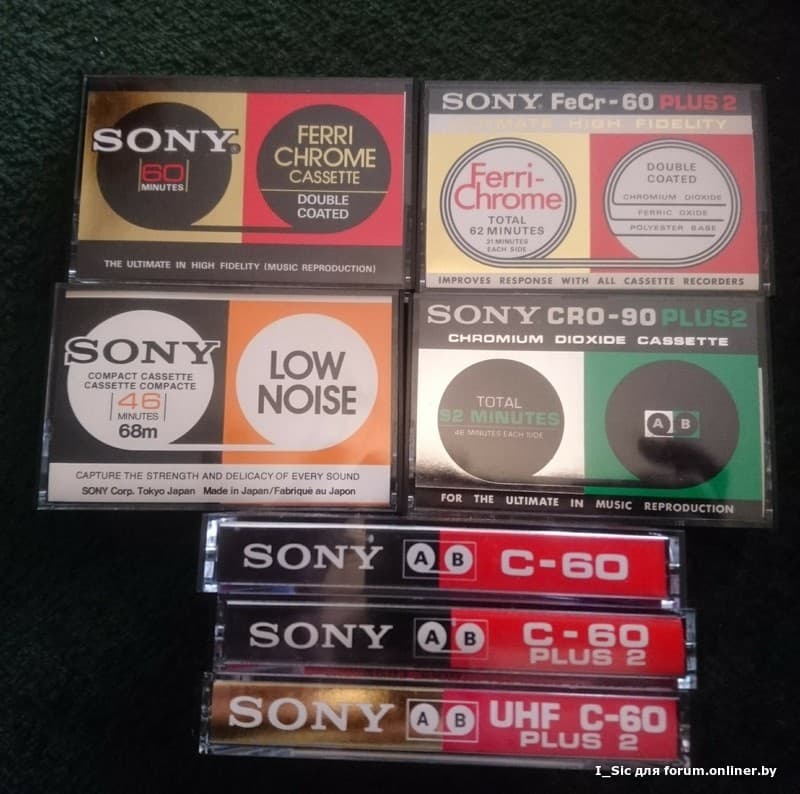 SONY
60
MINUTES
FERRI
CHROME
CASSETTE
DOUBLE
COATED
THE ULTIMATE IN HIGH FIDELITY (MUSIC REPRODUCTION)
SONY FeCr-60 PLUS 2
ULTIMATE HIGH FIDELITY
Ferri-
Chrome
TOTAL
62 MINUTES
31 MINUTES
EACH SIDE
DOUBLE
COATED
CHROMIUM DIOXIDE
FERRIC OXIDE
POLYESTER BASE
IMPROVES RESPONSE WITH ALL CASSETTE RECORDERS
SONY
COMPACT CASSETTE
CASSETTE COMPACTE
46
MINUTES
68m
LOW
NOISE
CAPTURE THE STRENGTH AND DELICACY OF EVERY SOUND
SONY Corp. Tokyo Japan Made in Japan/Fabriqué au Japon
SONY CRO-90 PLUS2
CHROMIUM DIOXIDE CASSETTE
TOTAL
92 MINUTES
46 MINUTES EACH SIDE
A B
FOR THE ULTIMATE IN MUSIC REPRODUCTION
SONY A B C-60
SONY A B C-60
PLUS 2
SONY A B UHF C-60
PLUS 2
I_Sic для forum.onliner.by